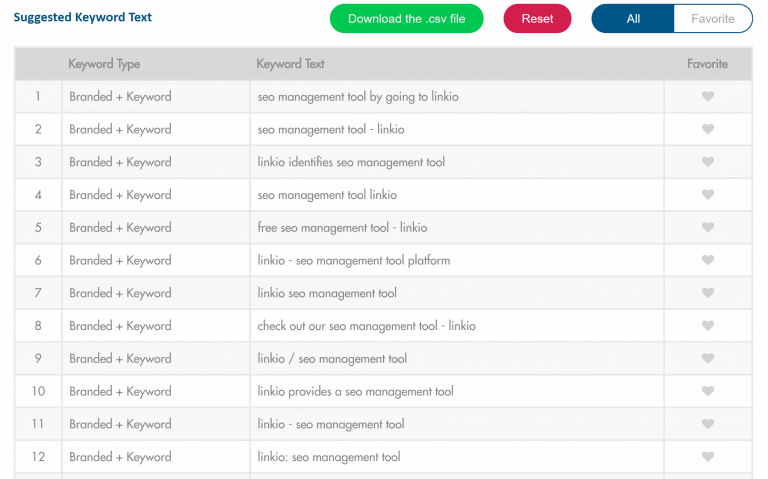 Suggested Keyword Text Download the .csv file Reset All Favorite
Keyword Type Keyword Text Favorite
1 Branded + Keyword seo management tool by going to linkio
2 Branded + Keyword seo management tool - linkio
3 Branded + Keyword linkio identifies seo management tool
4 Branded + Keyword seo management tool linkio
5 Branded + Keyword free seo management tool - linkio
6 Branded + Keyword linkio - seo management tool platform
7 Branded + Keyword linkio seo management tool
8 Branded + Keyword check out our seo management tool - linkio
9 Branded + Keyword linkio / seo management tool
10 Branded + Keyword linkio provides a seo management tool
11 Branded + Keyword linkio - seo management tool
12 Branded + Keyword linkio: seo management tool